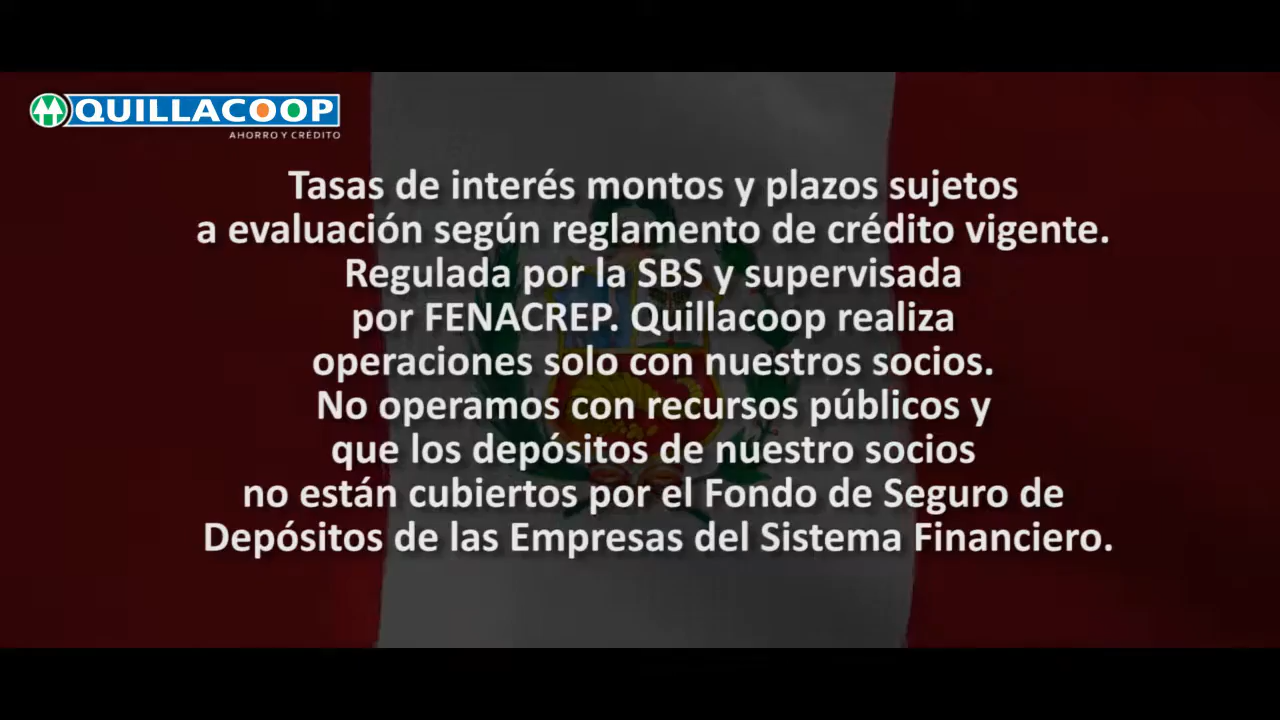 QUILLACOOP
AHORRO Y CRÉDITO
Tasas de interés montos y plazos sujetos
a evaluación según reglamento de crédito vigente.
Regulada por la SBS y supervisada
por FENACREP. Quillacoop realiza
operaciones solo con nuestros socios.
No operamos con recursos públicos y
que los depósitos de nuestro socios
no están cubiertos por el Fondo de Seguro de
Depósitos de las Empresas del Sistema Financiero.